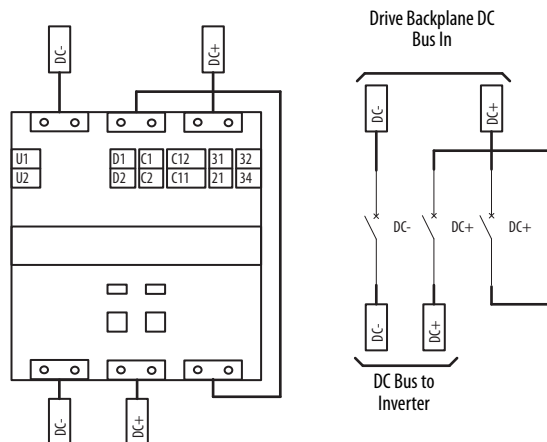 Drive Backplane DC
Bus In
DC-
DC+
DC-
DC+
U1 D1 C1 C12 31 32
U2 D2 C2 C11 21 34
DC- DC+ DC+
DC-
DC+
DC-
DC+
DC Bus to
Inverter